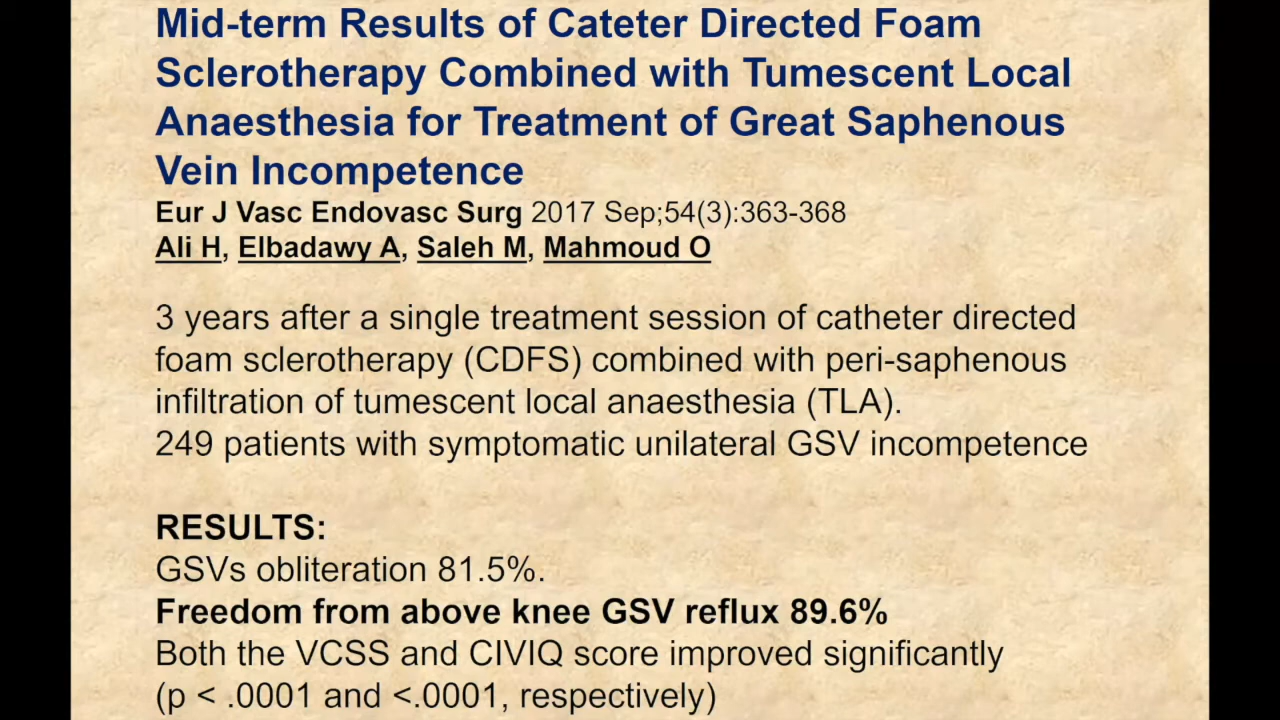 Mid-term Results of Cateter Directed Foam
Sclerotherapy Combined with Tumescent Local
Anaesthesia for Treatment of Great Saphenous
Vein Incompetence
Eur J Vasc Endovasc Surg 2017 Sep;54(3):363-368
Ali H, Elbadawy A, Saleh M, Mahmoud O
3 years after a single treatment session of catheter directed
foam sclerotherapy (CDFS) combined with peri-saphenous
infiltration of tumescent local anaesthesia (TLA).
249 patients with symptomatic unilateral GSV incompetence
RESULTS:
GSVs obliteration 81.5%.
Freedom from above knee GSV reflux 89.6%
Both the VCSS and CIVIQ score improved significantly
(p < .0001 and <.0001, respectively)